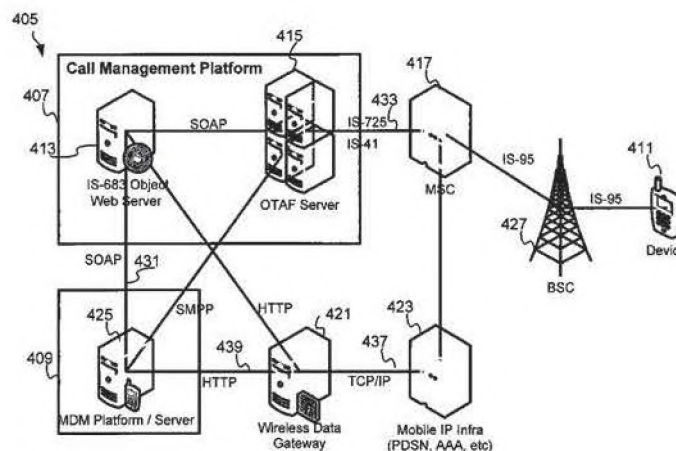 405
415
417
Call Management Platform
407
433
411
SOAP
IS-725
IS-41
413
IS-95
IS-683 Object
Web Server
OTAF Server
MSC
IS-95
427
Device
BSC
SOAP
431
425
SMPP
HTTP
421
423
409
439
437
HTTP
TCP/IP
MDM Platform / Server
Wireless Data
Gateway
Mobile IP Infra
(PDSN, AAA, etc)